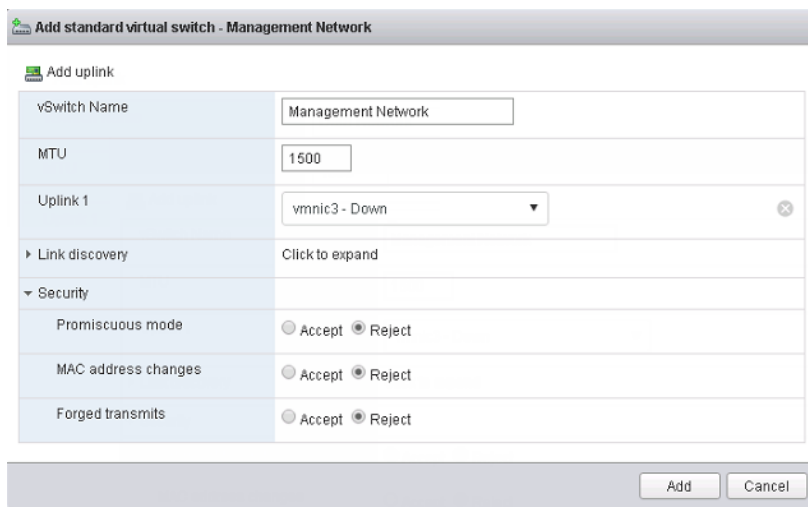 Add standard virtual switch - Management Network
Add uplink
vSwitch Name
Management Network
MTU
1500
Uplink 1
vmnic3 - Down
Link discovery
Click to expand
Security
Promiscuous mode
Accept Reject
MAC address changes
Accept Reject
Forged transmits
Accept Reject
Add
Cancel